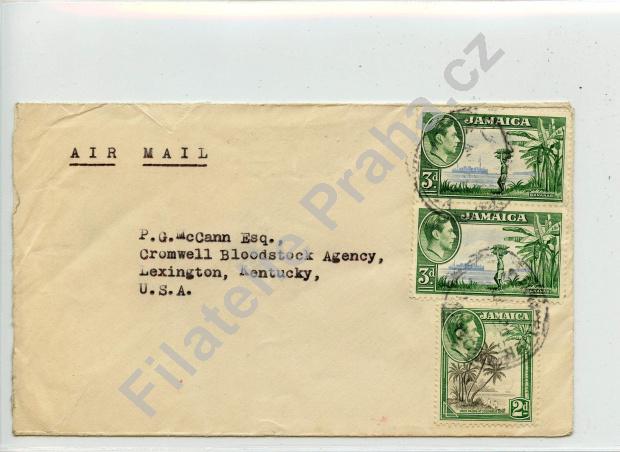 AIR MAIL
P.G.McCann Esq.
Cromwell Bloodstock Agency,
Lexington, Kentucky,
U.S.A.
JAMAICA
3d
JAMAICA
3d
JAMAICA
2d
Filatelie Praha.cz